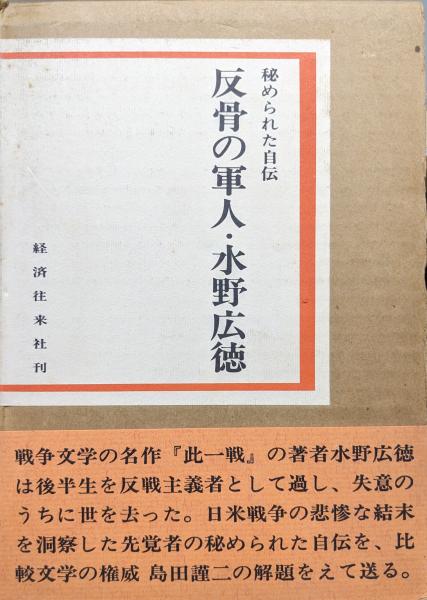 秘められた自伝
反骨の軍人・水野広徳
経済往来社刊
戦争文学の名作『此一戦』の著者水野広徳
は後半生を反戦主義者として過し、失意の
うちに世を去った。日米戦争の悲惨な結末
を洞察した先覚者の秘められた自伝を、比
較文学の権威 島田謹二の解題をえて送る。